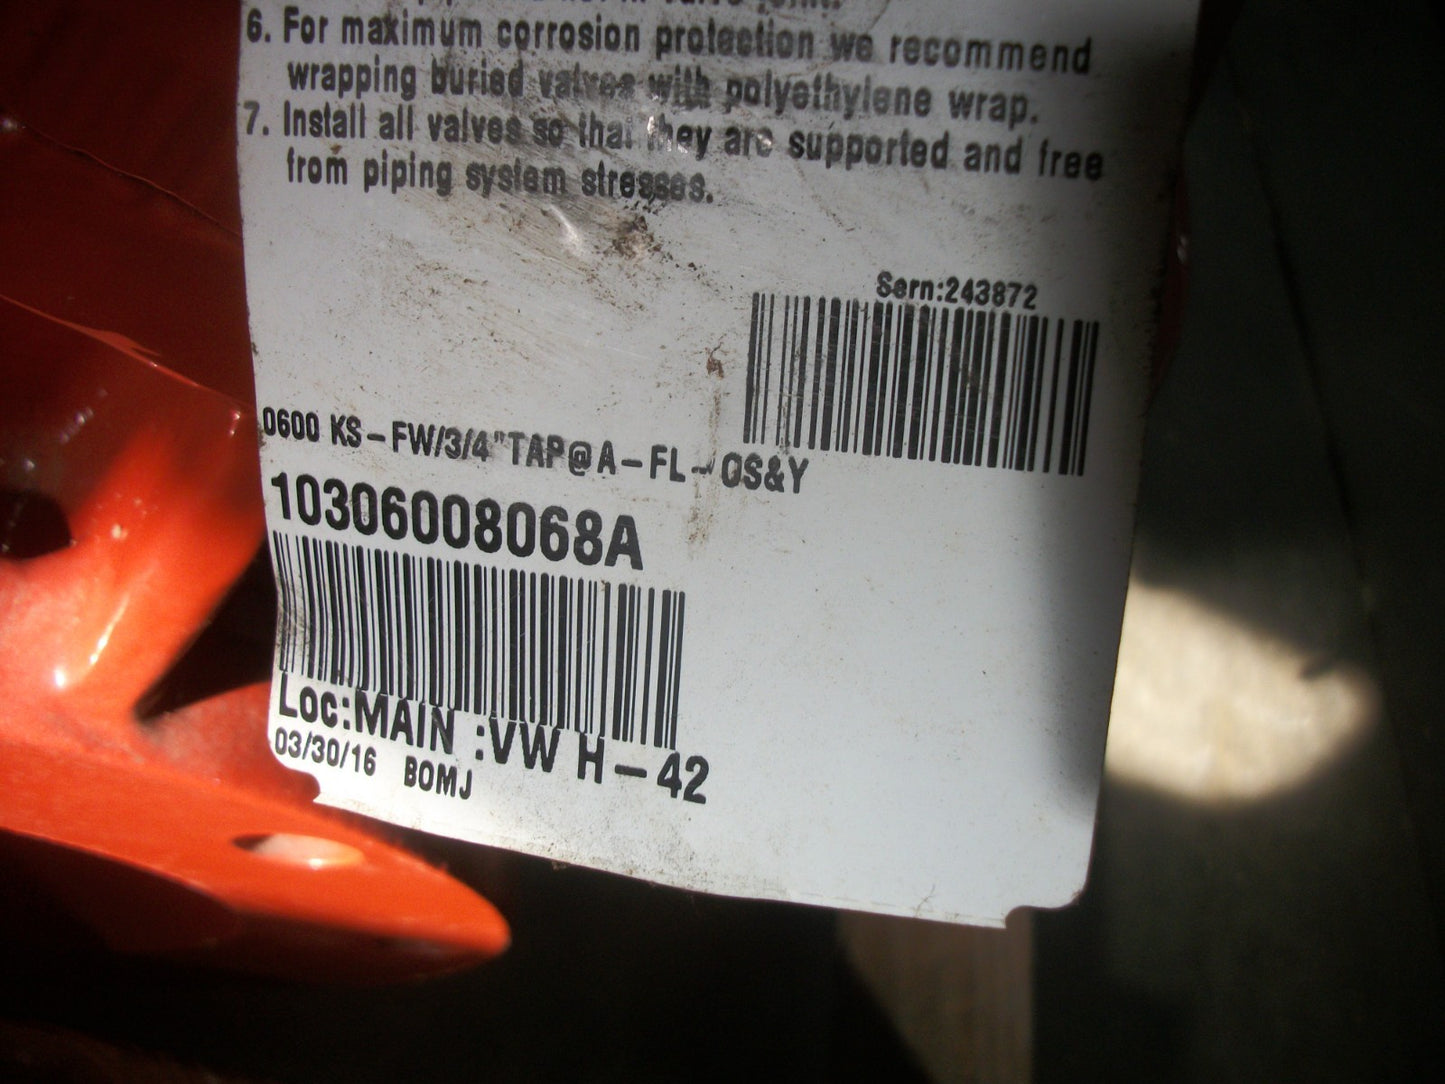 6. For maximum corrosion protection we recommend
wrapping buried valves with polyethylene wrap.
7. Install all valves so that they are supported and free
from piping system stresses.
Sern:243872
0600 KS-FW/3/4"TAP@A-FL-OS&Y
10306008068A
Loc:MAIN :VW H-42
03/30/16 BOMJ